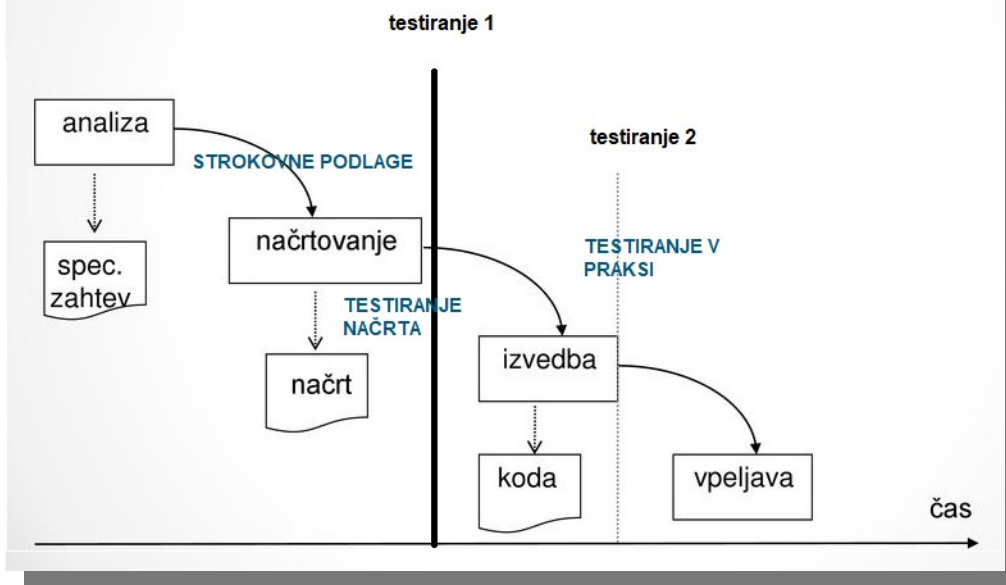 testiranje 1
analiza
testiranje 2
STROKOVNE PODLAGE
načrtovanje
TESTIRANJE V
PRAKSI
spec.
zahtev
TESTIRANJE
NAČRTA
izvedba
načrt
koda
vpeljava
čas